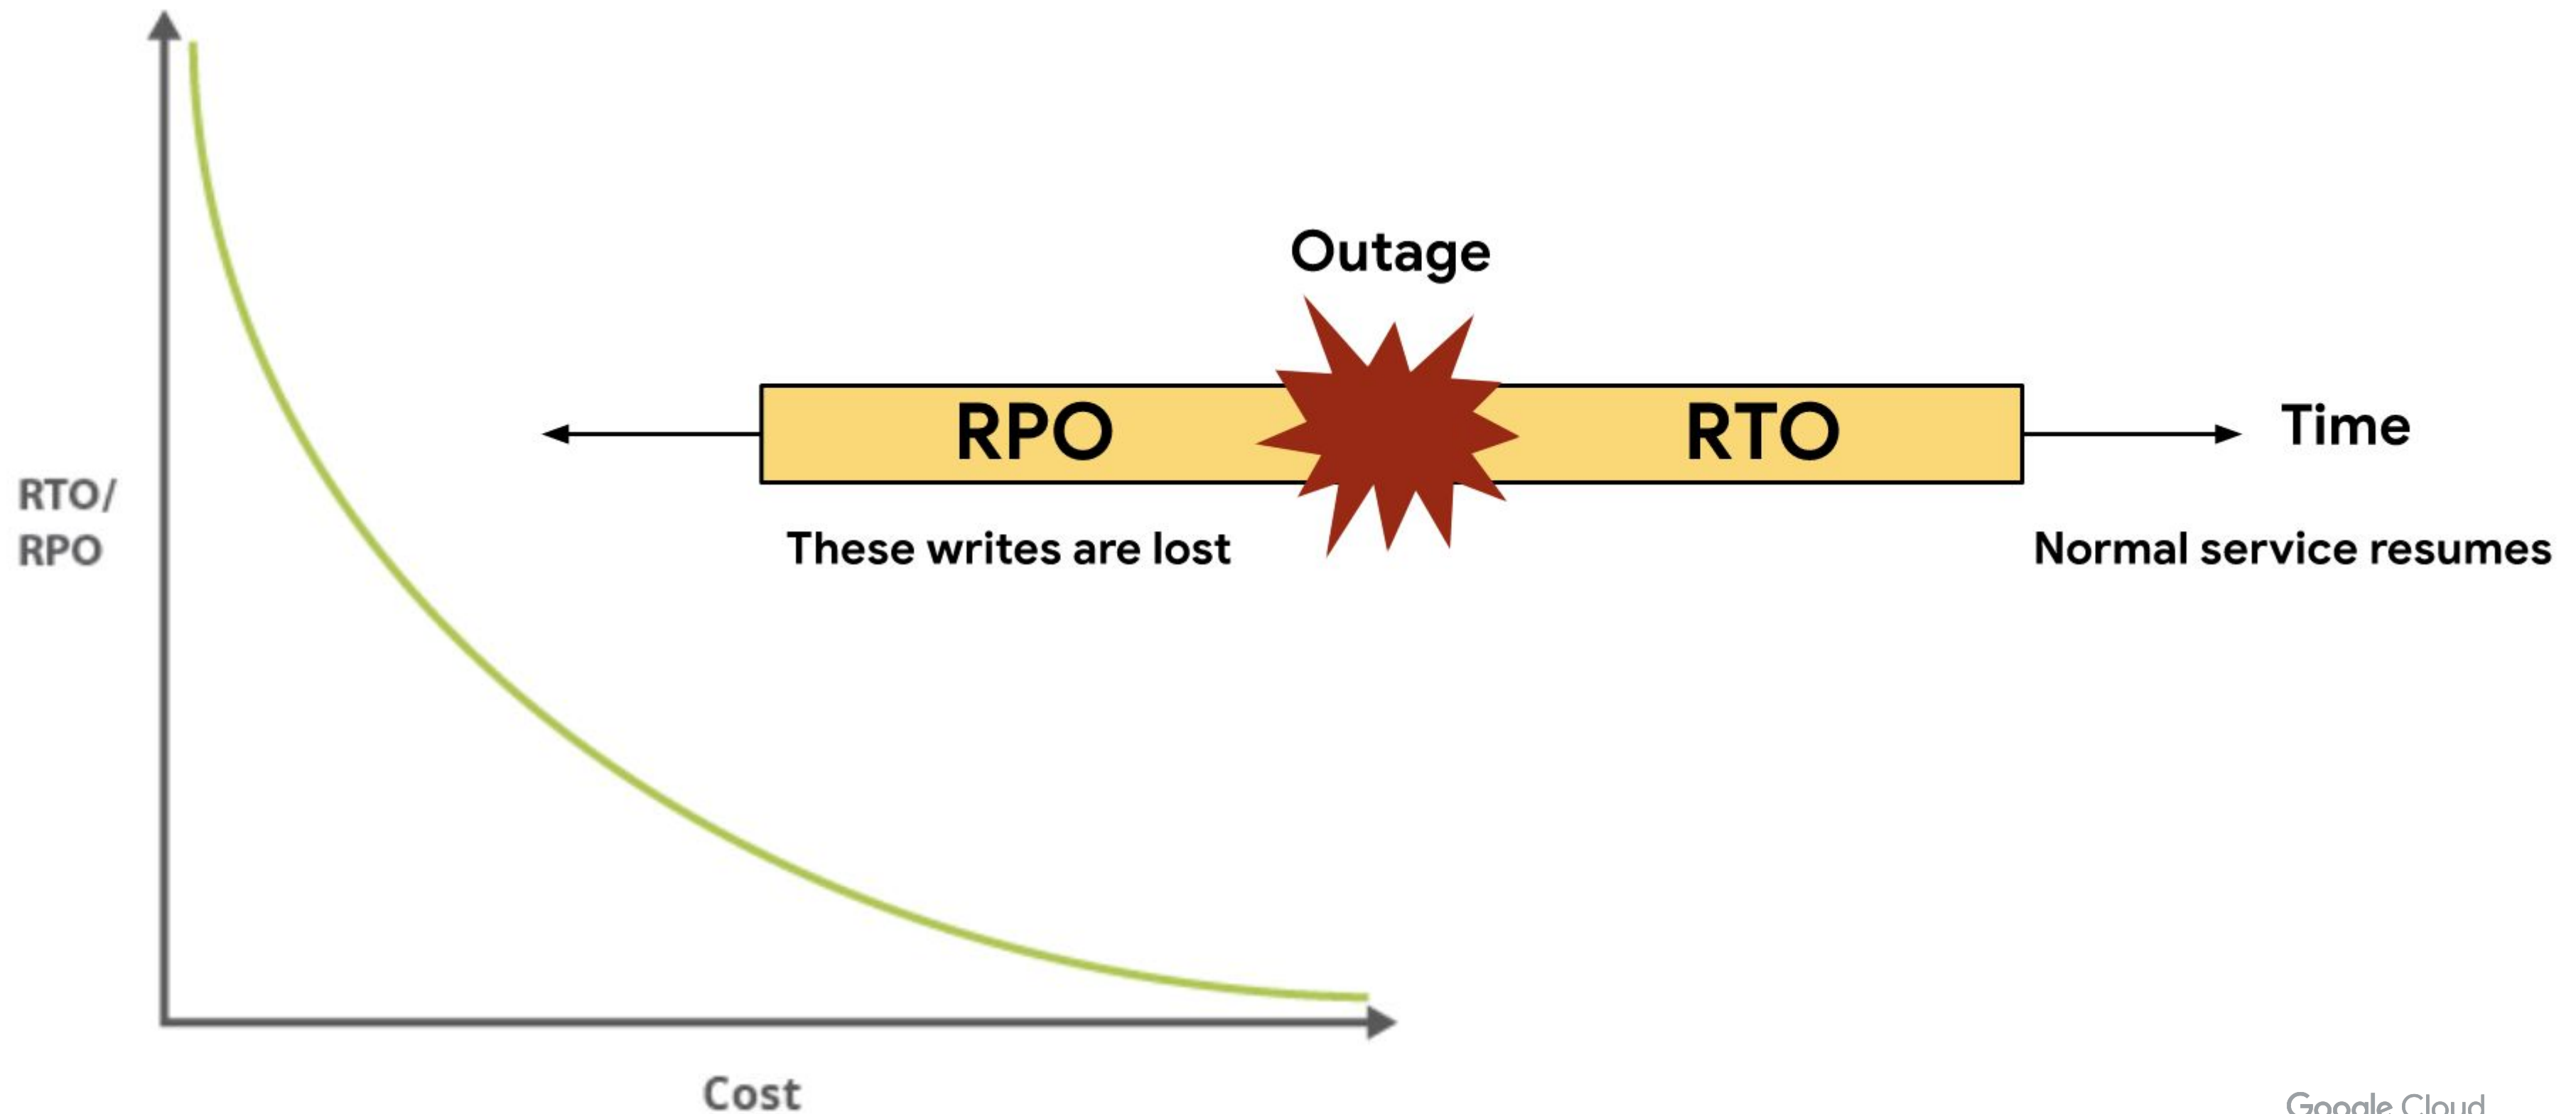 Outage
RPO
RTO
Time
These writes are lost
Normal service resumes
RTO/
RPO
Cost
Google Cloud